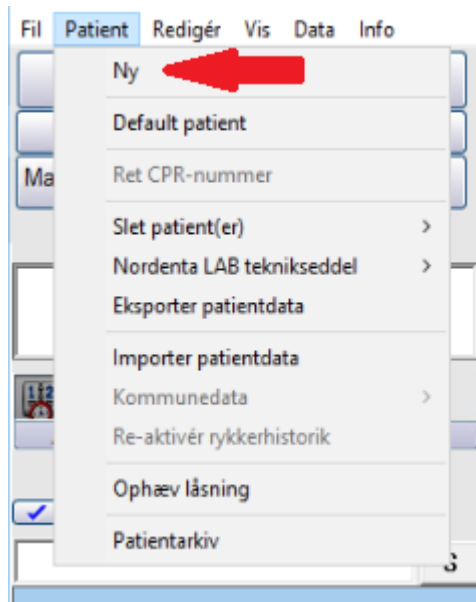 Fil Patient Redigér Vis Data Info
Ny
Default patient
Ma
Ret CPR-nummer
Slet patient(er)
Nordenta LAB teknikseddel
Eksporter patientdata
Importer patientdata
Kommunedata
Re-aktivér rykkerhistorik
Ophæv låsning
Patientarkiv
S